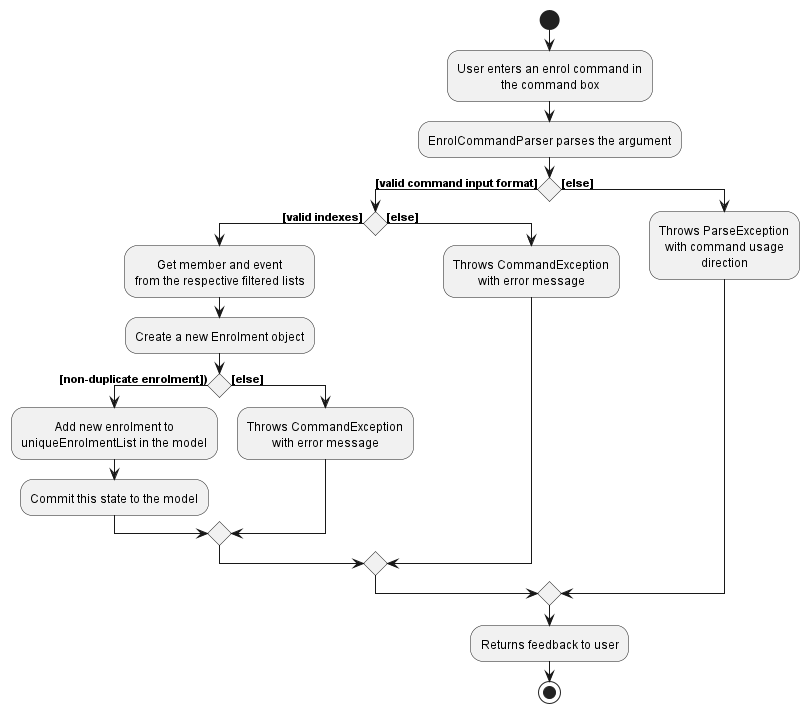 User enters an enrol command in
the command box
EnrolCommandParser parses the argument
[valid command input format]
[else]
[valid indexes]
[else]
Throws ParseException
with command usage
direction
Get member and event
from the respective filtered lists
Throws CommandException
with error message
Create a new Enrolment object
[non-duplicate enrolment])
[else]
Add new enrolment to
uniqueEnrolmentList in the model
Throws CommandException
with error message
Commit this state to the model
Returns feedback to user